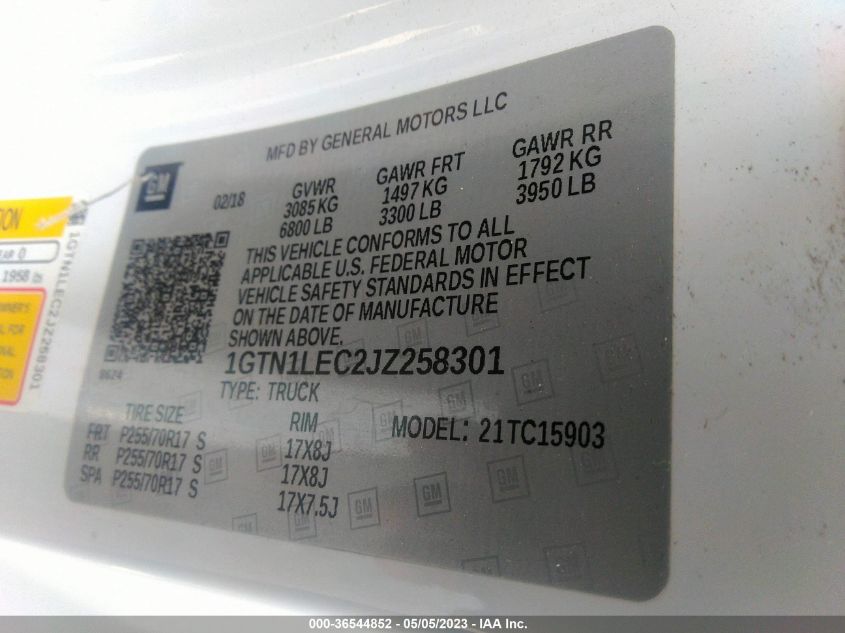 MFD BY GENERAL MOTORS LLC
GM
02/18
GVWR
3085 KG
6800 LB
GAWR FRT
1497 KG
3300 LB
GAWR RR
1792 KG
3950 LB
THIS VEHICLE CONFORMS TO ALL
APPLICABLE U.S. FEDERAL MOTOR
VEHICLE SAFETY STANDARDS IN EFFECT
ON THE DATE OF MANUFACTURE
SHOWN ABOVE.
1GTN1LEC2JZ258301
TYPE: TRUCK
MODEL: 21TC15903
TIRE SIZE RIM
FRT P255/70R17 S 17X8J
RR P255/70R17 S 17X8J
SPA P255/70R17 S 17X7.5J
1GTN1LEC2JZ258301
1958
000-36544852 - 05/05/2023 - IAA Inc.